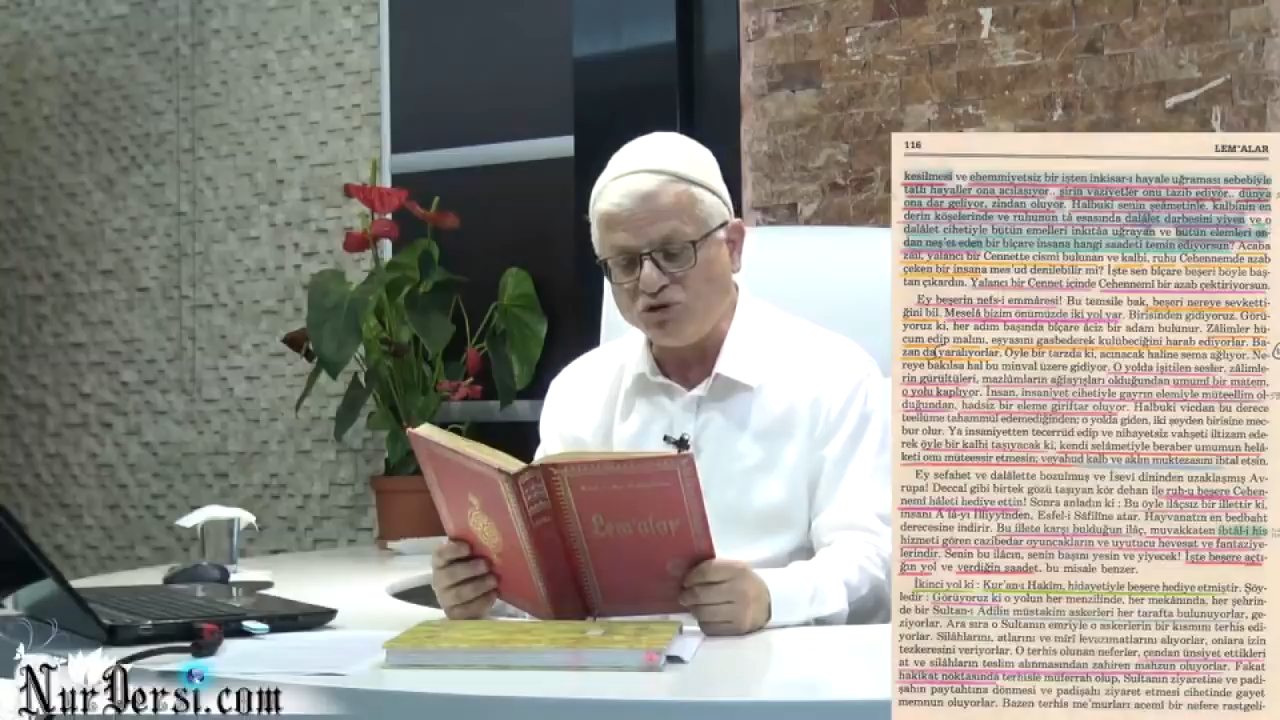 116 LEM'ALAR
kesilmesi ve ehemmiyetsiz bir işten inkisar-ı hayale uğraması sebebiyle
tatlı hayaller ona acılaşıyor.. şirin vaziyetler onu tazib ediyor.. dünya
ona dar geliyor, zindan oluyor. Halbuki senin şeametinle, kalbinin en
derin köşelerinde ve ruhunun tâ esasında dalâlet darbesini yiyen ve o
dalâlet cihetiyle bütün emelleri inkıtâa uğrayan ve bütün elemleri on-
dan neş'et eden bir bîçare insana hangi saadeti temin ediyorsun? Acaba
zâil, yalancı bir Cennette cismi bulunan ve kalbi, ruhu Cehennemde azab
çeken bir insana mes'ud denilebilir mi? İşte sen bîçare beşeri böyle baş-
tan çıkardın. Yalancı bir Cennet içinde Cehennemî bir azab çektiriyorsun.
Ey beşerin nefs-i emmâresi! Bu temsile bak, beşeri nereye sevketti-
ğini bil. Meselâ bizim önümüzde iki yol var. Birisinden gidiyoruz. Görü-
yoruz ki, her adım başında bîçare âciz bir adam bulunur. Zâlimler hü-
cum edip malını, eşyasını gasbederek kulübeciğini harab ediyorlar. Ba-
zan da yaralıyorlar. Öyle bir tarzda ki, acınacak haline sema ağlıyor. Ne-
reye bakılsa hal bu minval üzere gidiyor. O yolda işitilen sesler, zâlimle-
rin gürültüleri, mazlûmların ağlayışları olduğundan umumî bir matem,
o yolu kaplıyor. İnsan, insaniyet cihetiyle gayrın elemiyle müteellim ol-
duğundan, hadsiz bir eleme giriftar oluyor. Halbuki vicdan bu derece
teellüme tahammül edemediğinden; o yolda giden, iki şeyden birisine mec-
bur olur. Ya insaniyetten tecerrüd edip ve nihayetsiz vahşeti iltizam ede-
rek öyle bir kalbi taşıyacak ki, kendi selâmetiyle beraber umumun helâ-
keti onu müteessir etmesin; veyahud kalb ve aklın muktezasını ibtal etsin.
Ey sefahet ve dalâlette bozulmuş ve İsevî dininden uzaklaşmış Av-
rupa! Deccal gibi birtek gözü taşıyan kör dehan ile ruh-u beşere Cehen-
nemî hâleti hediye ettin! Sonra anladın ki: Bu öyle ilâçsız bir illettir ki,
insanı A'lâ-yı İlliyyînden, Esfel-i Sâfilîne atar. Hayvanatın en bedbaht
derecesine indirir. Bu illete karşı bulduğun ilâç, muvakkaten ibtâl-i his
hizmeti gören cazibedar oyuncakların ve uyutucu hevesat ve fantaziye-
lerindir. Senin bu ilâcın, senin başını yesin ve yiyecek! İşte beşere açtı-
ğın yol ve verdiğin saadet, bu misale benzer.
İkinci yol ki: Kur'an-ı Hakîm, hidayetiyle beşere hediye etmiştir. Şöy-
ledir: Görüyoruz ki o yolun her menzilinde, her mekânında, her şehrin-
de bir Sultan-ı Âdilin müstakim askerleri her tarafta bulunuyorlar, ge-
ziyorlar. Ara sıra o Sultanın emriyle o askerlerin bir kısmını terhis edi-
yorlar. Silâhlarını, atlarını ve mîrî levazımatlarını alıyorlar, onlara izin
tezkeresini veriyorlar. O terhis olunan neferler, çendan ünsiyet ettikleri
at ve silâhların teslim alınmasından zahiren mahzun oluyorlar. Fakat
hakikat noktasında terhisle müferrah olup, Sultanın ziyaretine ve padi-
şahın paytahtına dönmesi ve padişahı ziyaret etmesi cihetinde gayet
memnun oluyorlar. Bazen terhis me'murları acemî bir nefere rastgeli-
Lem'alar
NurDersi.com